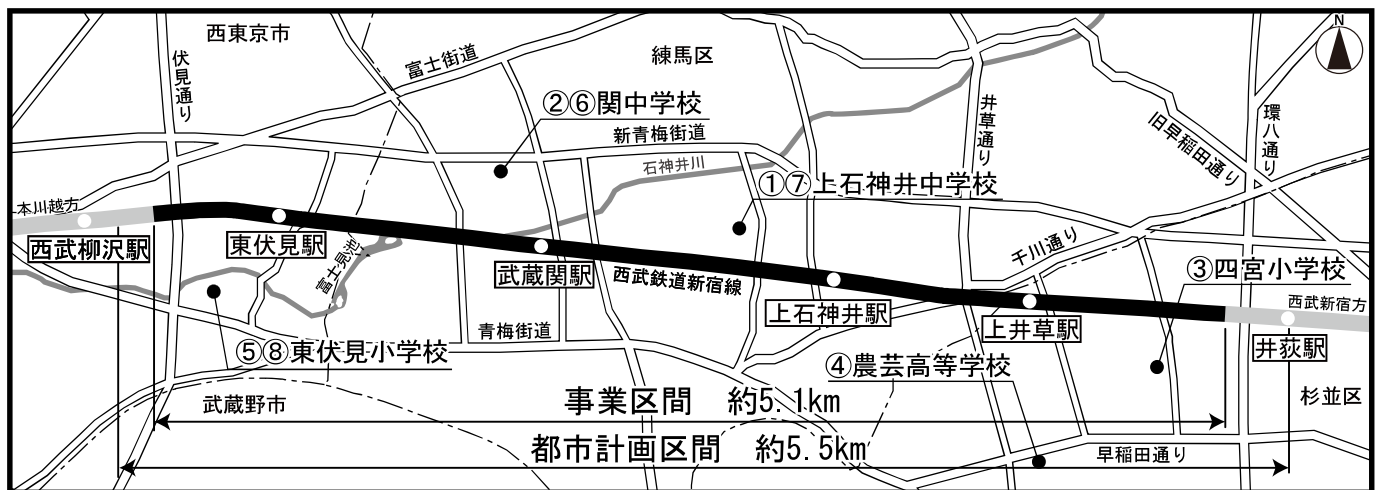 西東京市
伏見通り
富士街道
練馬区
N
②⑥関中学校
新青梅街道
井草通り
旧早稲田通り
環八通り
石神井川
①⑦上石神井中学校
本川越方
西武柳沢駅
東伏見駅
富士見池
武蔵関駅
西武鉄道新宿線
千川通り
③四宮小学校
上石神井駅
上井草駅
西武新宿方
井荻駅
青梅街道
⑤⑧東伏見小学校
④農芸高等学校
武蔵野市
杉並区
事業区間 約5.1km
都市計画区間 約5.5km
早稲田通り